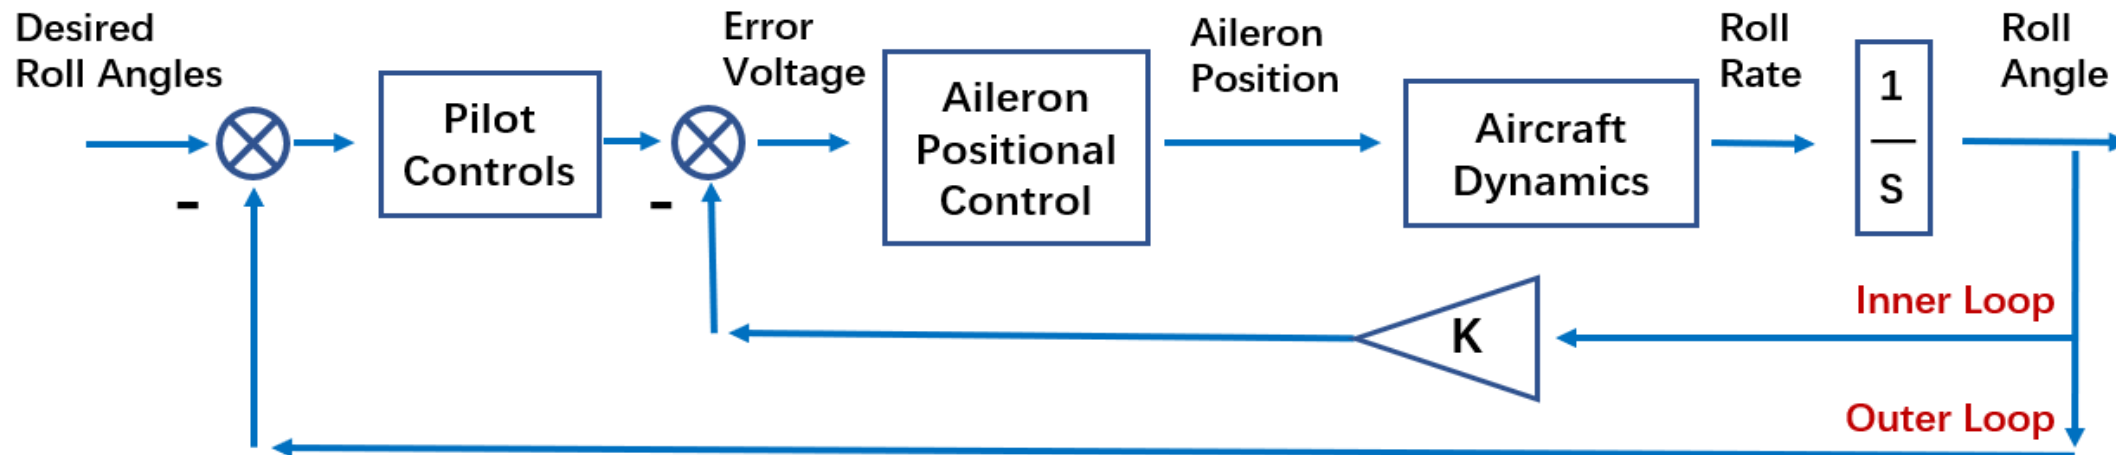 Desired
Roll Angles
-
Pilot
Controls
-
Error
Voltage
Aileron
Positional
Control
Aileron
Position
Aircraft
Dynamics
Roll
Rate
1
s
Roll
Angle
Inner Loop
K
Outer Loop